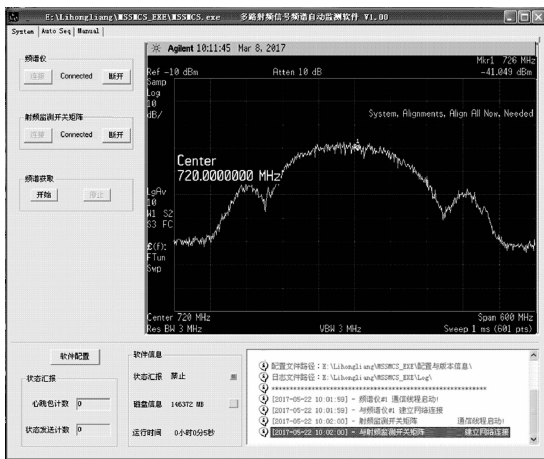 E:\Lihongliang\MSSMCS_EXE\MSSMCS.exe 多路射频信号频谱自动监测软件 V1.00
System Auto Seq Manual
频谱仪
连接 Connected 断开
射频监测开关矩阵
连接 Connected 断开
频谱获取
开始 停止
Agilent 10:11:45 Mar 8, 2017
Mkr1 726 MHz
Ref -10 dBm Atten 10 dB -41.049 dBm
Samp
Log
10
dB/
System, Alignments, Align All Now, Needed
Center
720.0000000 MHz
LgAv
10
W1 S2
S3 FC
£(f):
FTun
Swp
Center 720 MHz Span 600 MHz
Res BW 3 MHz VBW 3 MHz Sweep 1 ms (601 pts)
软件配置
状态汇报
心跳包计数 0
状态发送计数 0
软件信息
状态汇报 禁止
磁盘信息 146372 MB
运行时间 0小时0分5秒
配置文件路径：E:\Lihongliang\MSSMCS_EXE\配置与版本信息\
日志文件路径：E:\Lihongliang\MSSMCS_EXE\Log\
[2017-05-22 10:01:59] - 频谱仪#1 通信线程启动!
[2017-05-22 10:01:59] - 与频谱仪#1 建立网络连接
[2017-05-22 10:02:00] - 射频监测开关矩阵 通信线程启动!
[2017-05-22 10:02:00] - 与射频监测开关矩阵 建立网络连接